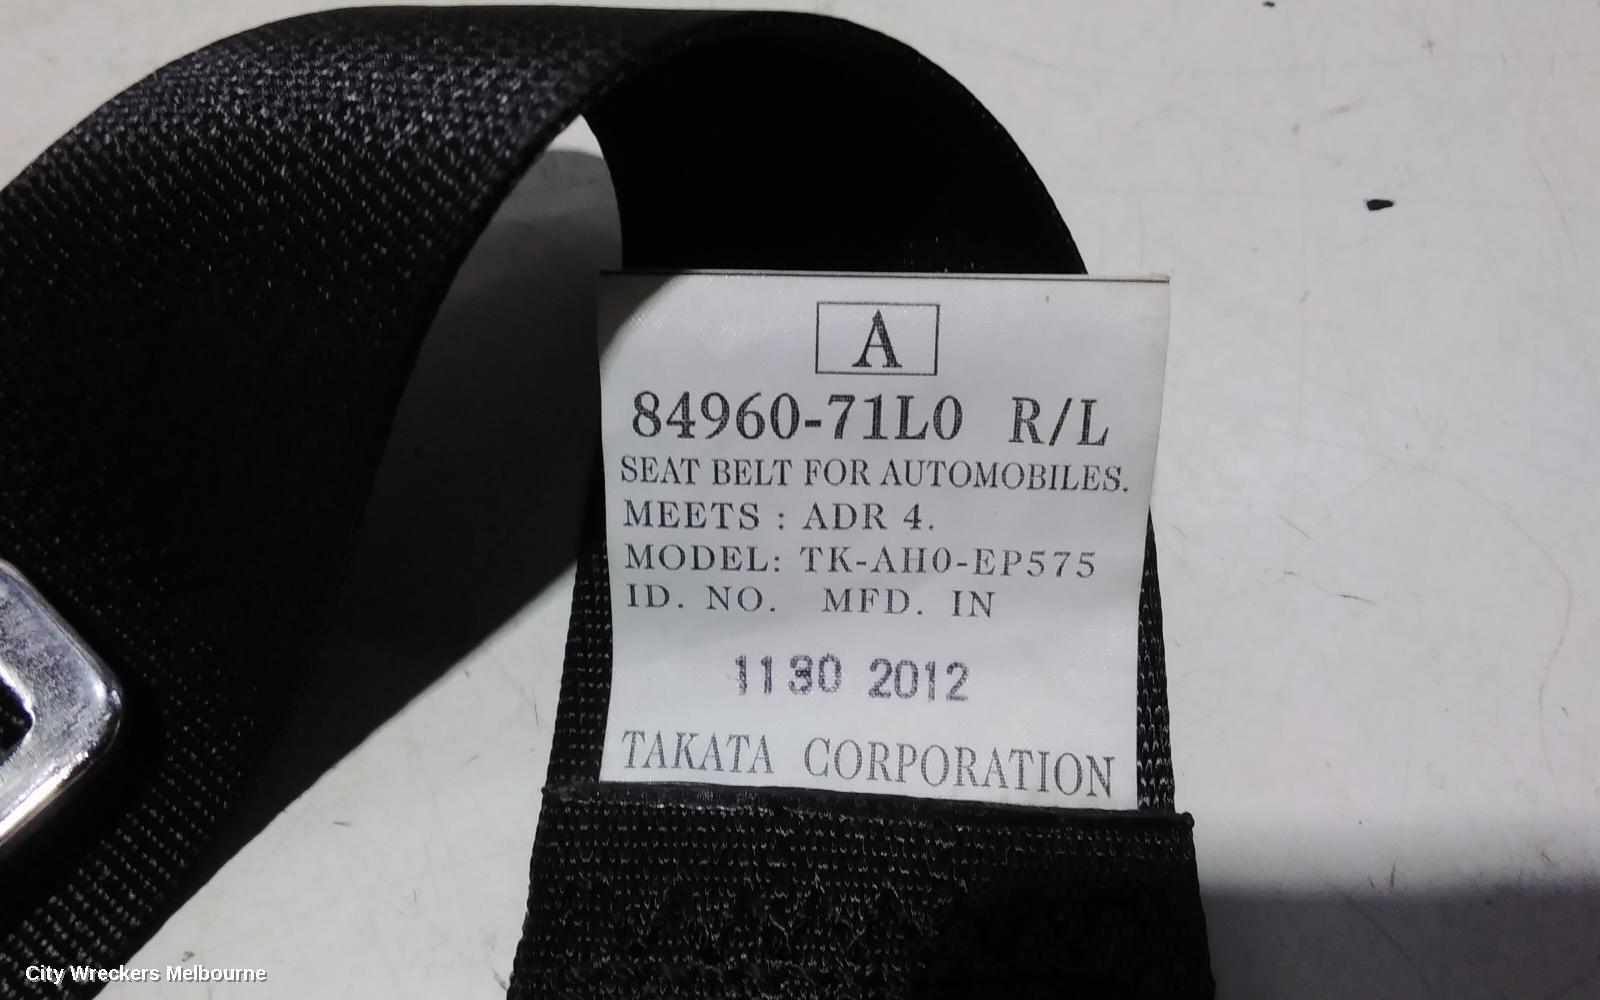 A
84960-71L0 R/L
SEAT BELT FOR AUTOMOBILES.
MEETS : ADR 4.
MODEL: TK-AH0-EP575
ID. NO. MFD. IN
1130 2012
TAKATA CORPORATION
City Wreckers Melbourne